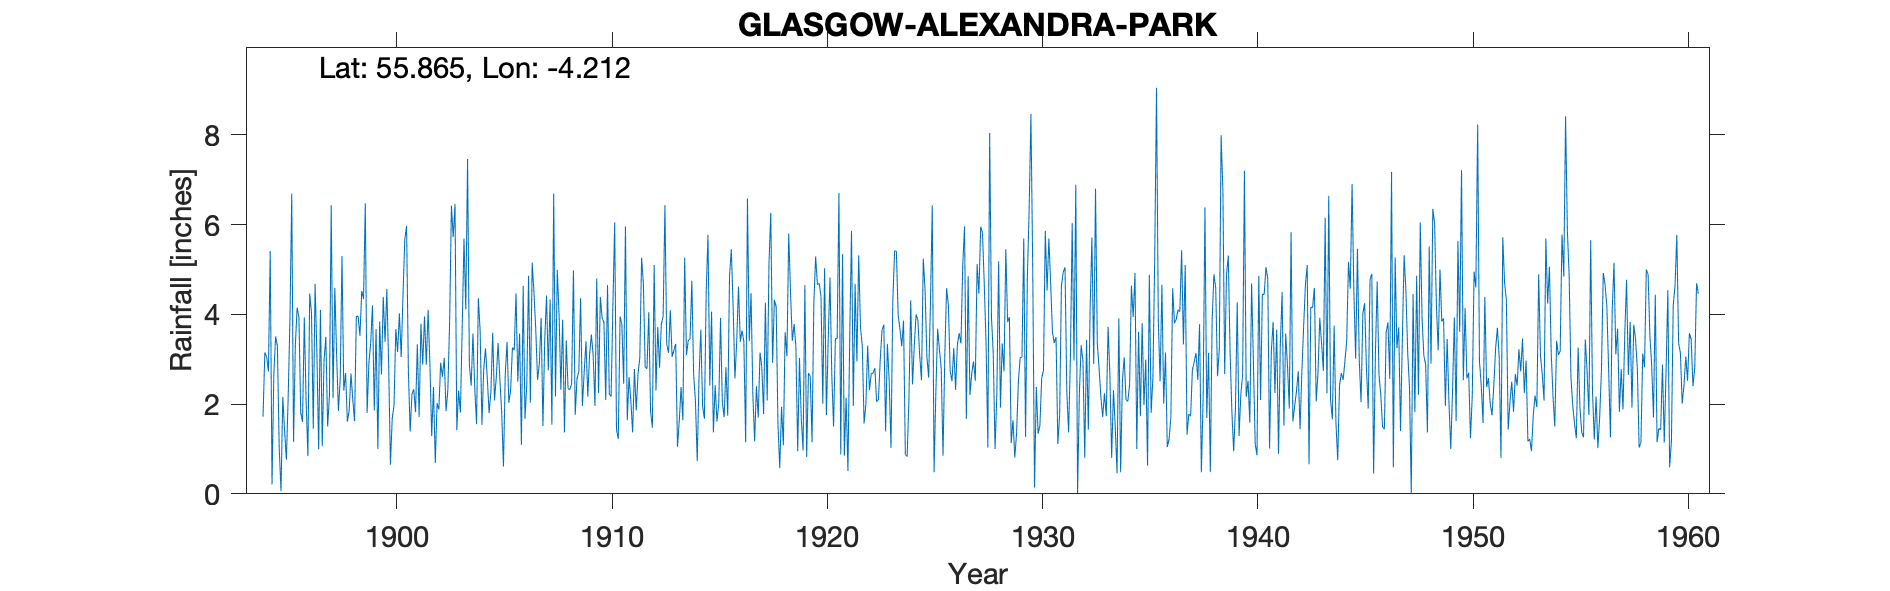 GLASGOW-ALEXANDRA-PARK
Lat: 55.865, Lon: -4.212
Rainfall [inches]
8
6
4
2
0
1900 1910 1920 1930 1940 1950 1960
Year